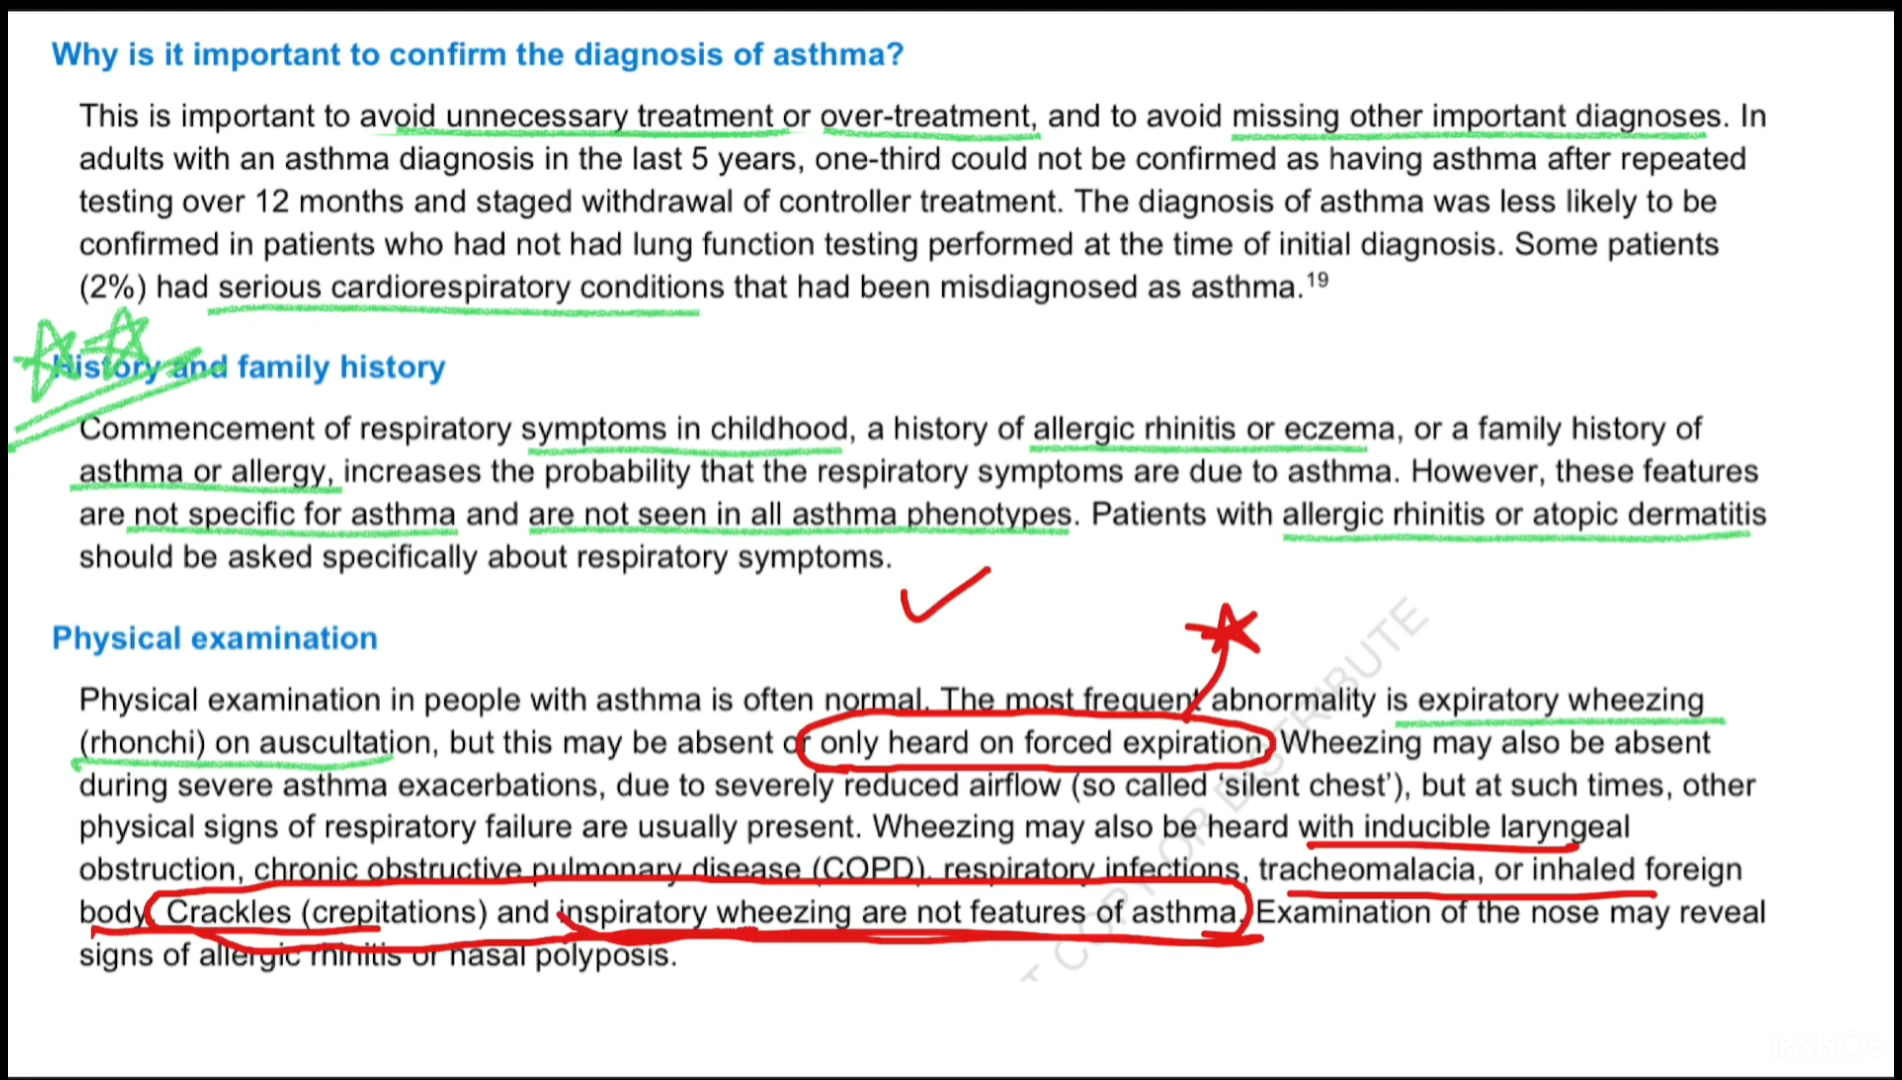 Why is it important to confirm the diagnosis of asthma?
This is important to avoid unnecessary treatment or over-treatment, and to avoid missing other important diagnoses. In
adults with an asthma diagnosis in the last 5 years, one-third could not be confirmed as having asthma after repeated
testing over 12 months and staged withdrawal of controller treatment. The diagnosis of asthma was less likely to be
confirmed in patients who had not had lung function testing performed at the time of initial diagnosis. Some patients
(2%) had serious cardiorespiratory conditions that had been misdiagnosed as asthma.19
History and family history
Commencement of respiratory symptoms in childhood, a history of allergic rhinitis or eczema, or a family history of
asthma or allergy, increases the probability that the respiratory symptoms are due to asthma. However, these features
are not specific for asthma and are not seen in all asthma phenotypes. Patients with allergic rhinitis or atopic dermatitis
should be asked specifically about respiratory symptoms.
Physical examination
Physical examination in people with asthma is often normal. The most frequent abnormality is expiratory wheezing
(rhonchi) on auscultation, but this may be absent or only heard on forced expiration. Wheezing may also be absent
during severe asthma exacerbations, due to severely reduced airflow (so called ‘silent chest’), but at such times, other
physical signs of respiratory failure are usually present. Wheezing may also be heard with inducible laryngeal
obstruction, chronic obstructive pulmonary disease (COPD), respiratory infections, tracheomalacia, or inhaled foreign
body. Crackles (crepitations) and inspiratory wheezing are not features of asthma. Examination of the nose may reveal
signs of allergic rhinitis or nasal polyposis.
COPY OR DISTRIBUTE
InShOt